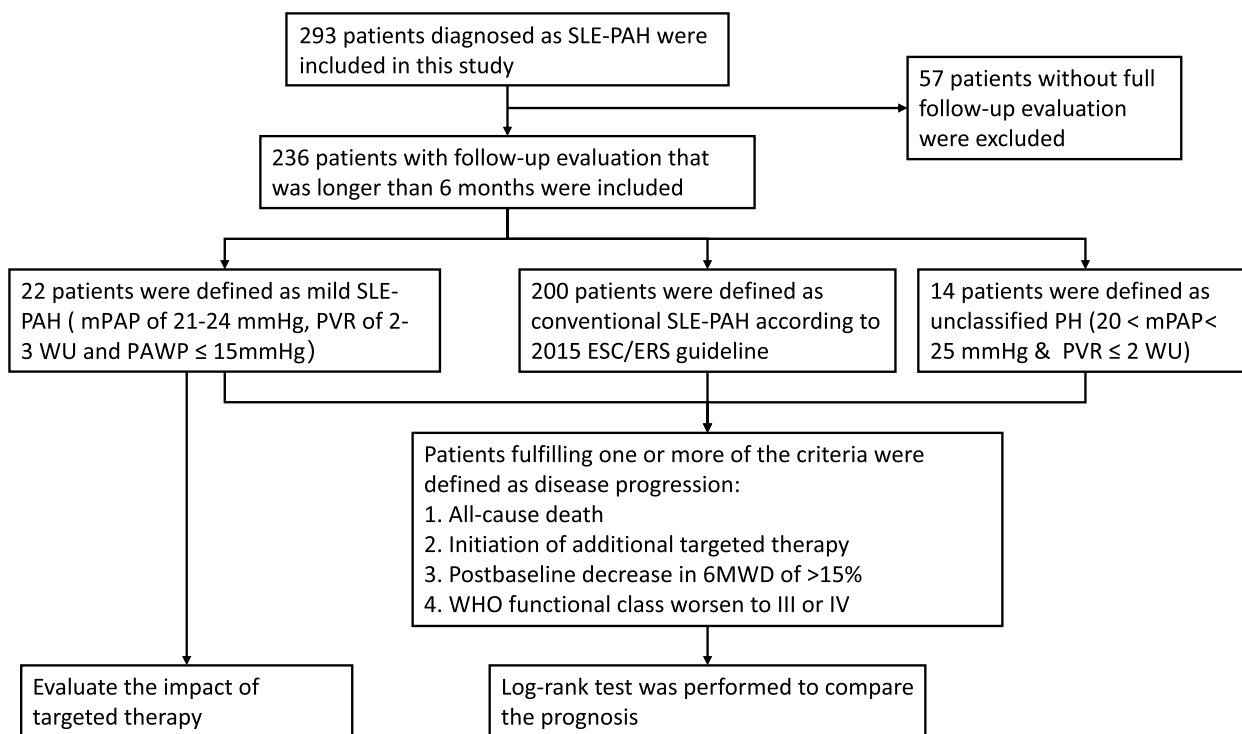 293 patients diagnosed as SLE-PAH were
included in this study
57 patients without full
follow-up evaluation
were excluded
236 patients with follow-up evaluation that
was longer than 6 months were included
22 patients were defined as mild SLE-
PAH ( mPAP of 21-24 mmHg, PVR of 2-
3 WU and PAWP ≤ 15mmHg)
200 patients were defined as
conventional SLE-PAH according to
2015 ESC/ERS guideline
14 patients were defined as
unclassified PH (20 < mPAP<
25 mmHg & PVR ≤ 2 WU)
Patients fulfilling one or more of the criteria were
defined as disease progression:
1. All-cause death
2. Initiation of additional targeted therapy
3. Postbaseline decrease in 6MWD of >15%
4. WHO functional class worsen to III or IV
Evaluate the impact of
targeted therapy
Log-rank test was performed to compare
the prognosis